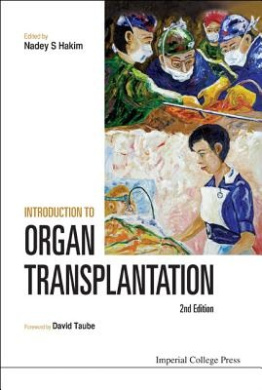 Edited by
Nadey S Hakim
INTRODUCTION TO
ORGAN
TRANSPLANTATION
2nd Edition
Foreword by David Taube
Imperial College Press